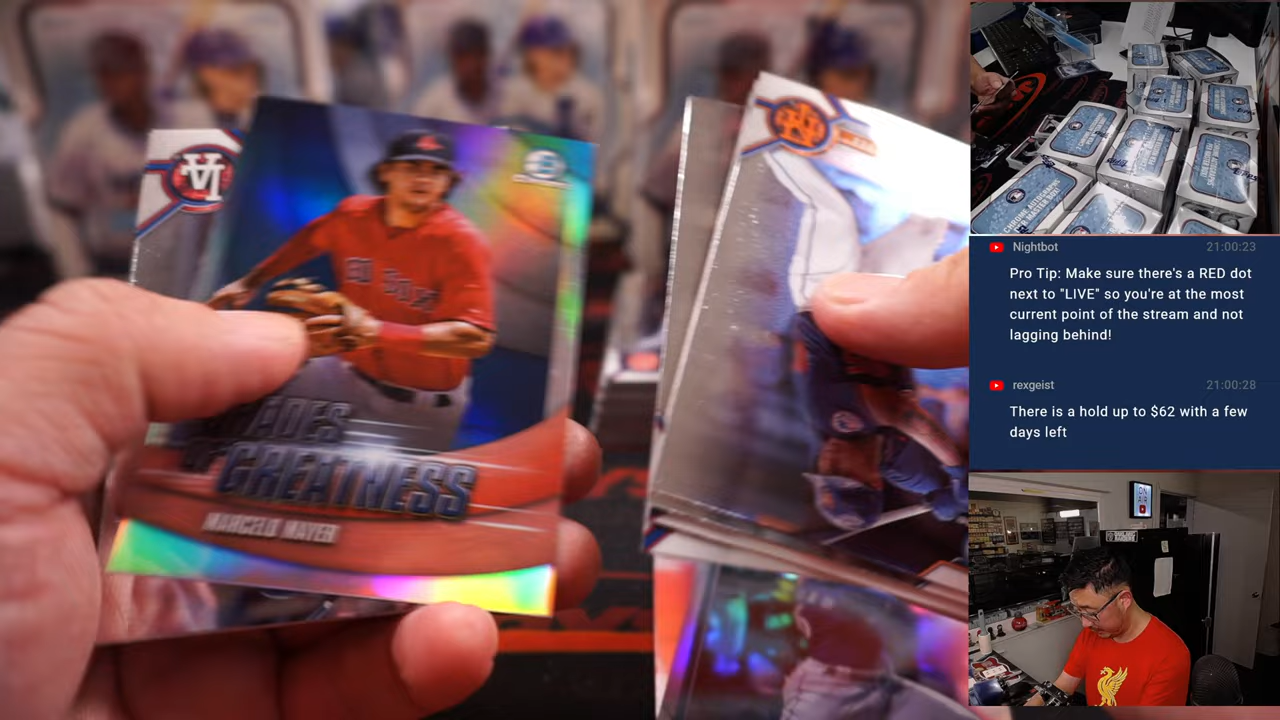 GREATNESS
MARCELO MAYER
Nightbot
21:00:23
Pro Tip: Make sure there's a RED dot
next to "LIVE" so you're at the most
current point of the stream and not
lagging behind!
rexgeist
21:00:28
There is a hold up to $62 with a few
days left
ON
AIR